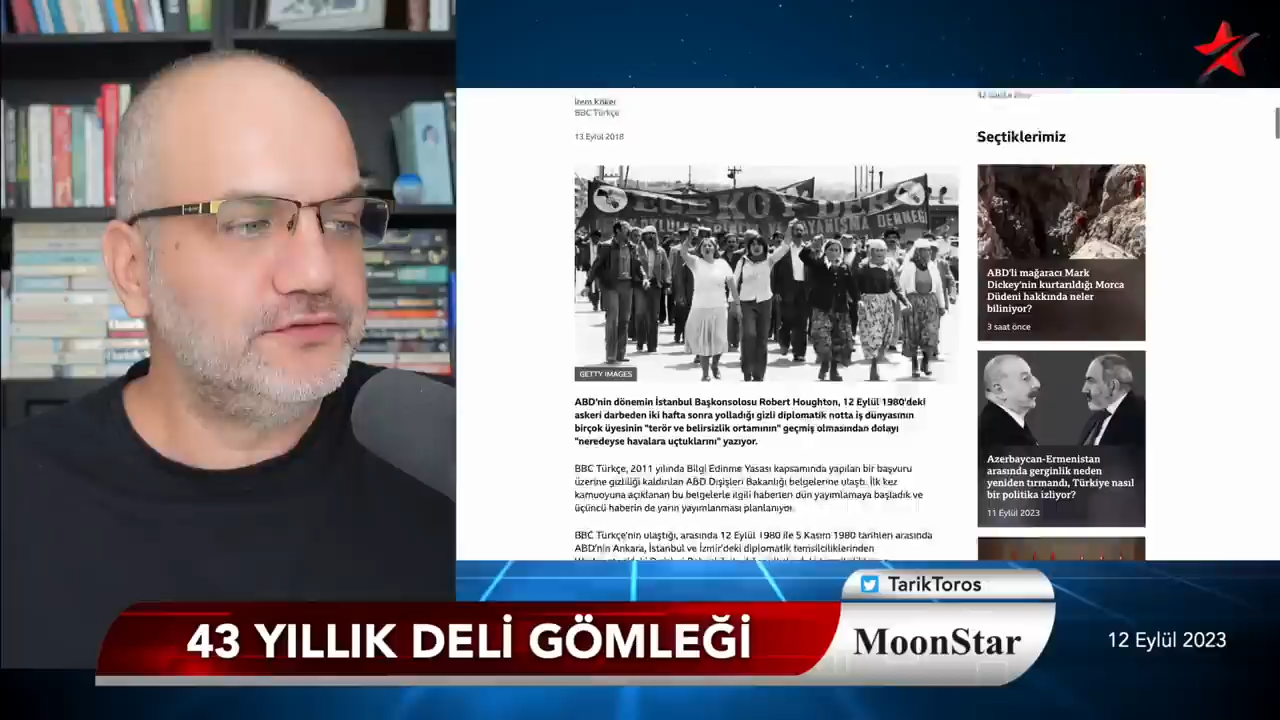 İrem Köker
BBC Türkçe
13 Eylül 2018
Seçtiklerimiz
EGE KÖY DER
DERNEĞİ
GETTY IMAGES
ABD'nin dönemin İstanbul Başkonsolosu Robert Houghton, 12 Eylül 1980'deki
askeri darbeden iki hafta sonra yolladığı gizli diplomatik notta iş dünyasının
birçok üyesinin "terör ve belirsizlik ortamının" geçmiş olmasından dolayı
"neredeyse havalara uçtuklarını" yazıyor.
BBC Türkçe, 2011 yılında Bilgi Edinme Yasası kapsamında yapılan bir başvuru
üzerine gizliliği kaldırılan ABD Dışişleri Bakanlığı belgelerine ulaştı. İlk kez
kamuoyuna açıklanan bu belgelerle ilgili haberleri dün yayımlamaya başladık ve
üçüncü haberin de yarın yayımlanması planlanıyor.
BBC Türkçe'nin ulaştığı, arasında 12 Eylül 1980 ile 5 Kasım 1980 tarihleri arasında
ABD'nin Ankara, İstanbul ve İzmir'deki diplomatik temsilciliklerinden
ABD'li mağaracı Mark
Dickey'nin kurtarıldığı Morca
Düdeni hakkında neler
biliniyor?
3 saat önce
Azerbaycan-Ermenistan
arasında gerginlik neden
yeniden tırmandı, Türkiye nasıl
bir politika izliyor?
11 Eylül 2023
TarikToros
43 YILLIK DELİ GÖMLEĞİ
MoonStar
12 Eylül 2023